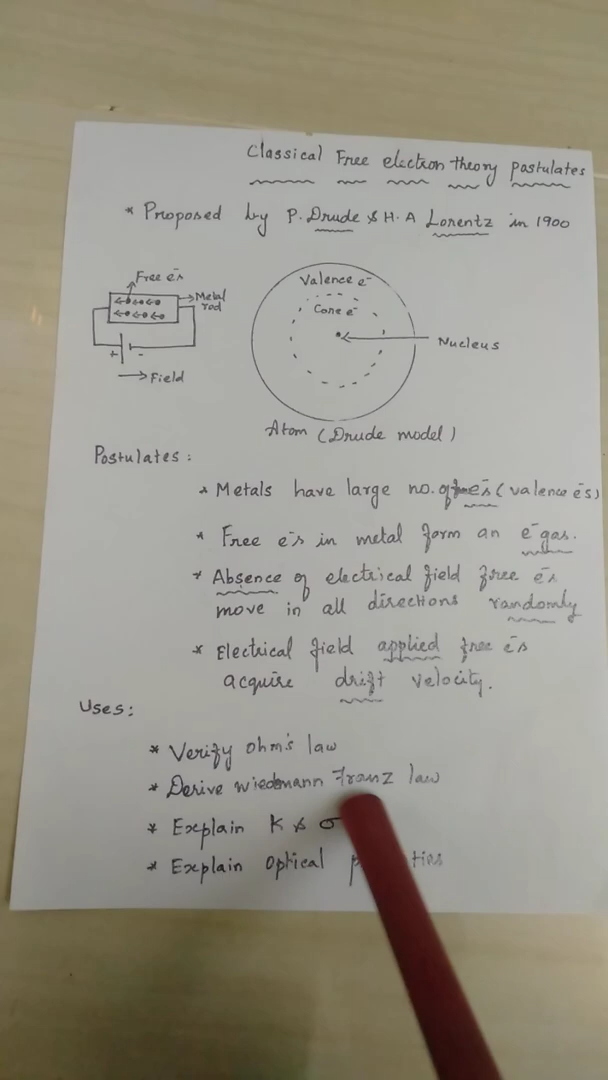 Classical Free electron theory postulates
* Proposed by P. Drude & H. A Lorentz in 1900
Free e⁻s
Metal rod
+ -
→ Field
Valence e⁻
Core e⁻
Nucleus
Atom (Drude model)
Postulates:
* Metals have large no. of free e⁻s (valence e⁻s)
* Free e⁻s in metal form an e⁻ gas.
* Absence of electrical field free e⁻s
move in all directions randomly
* Electrical field applied free e⁻s
acquire drift velocity.
Uses:
* Verify ohm's law
* Derive wiedmann Franz law
* Explain K & σ
* Explain optical